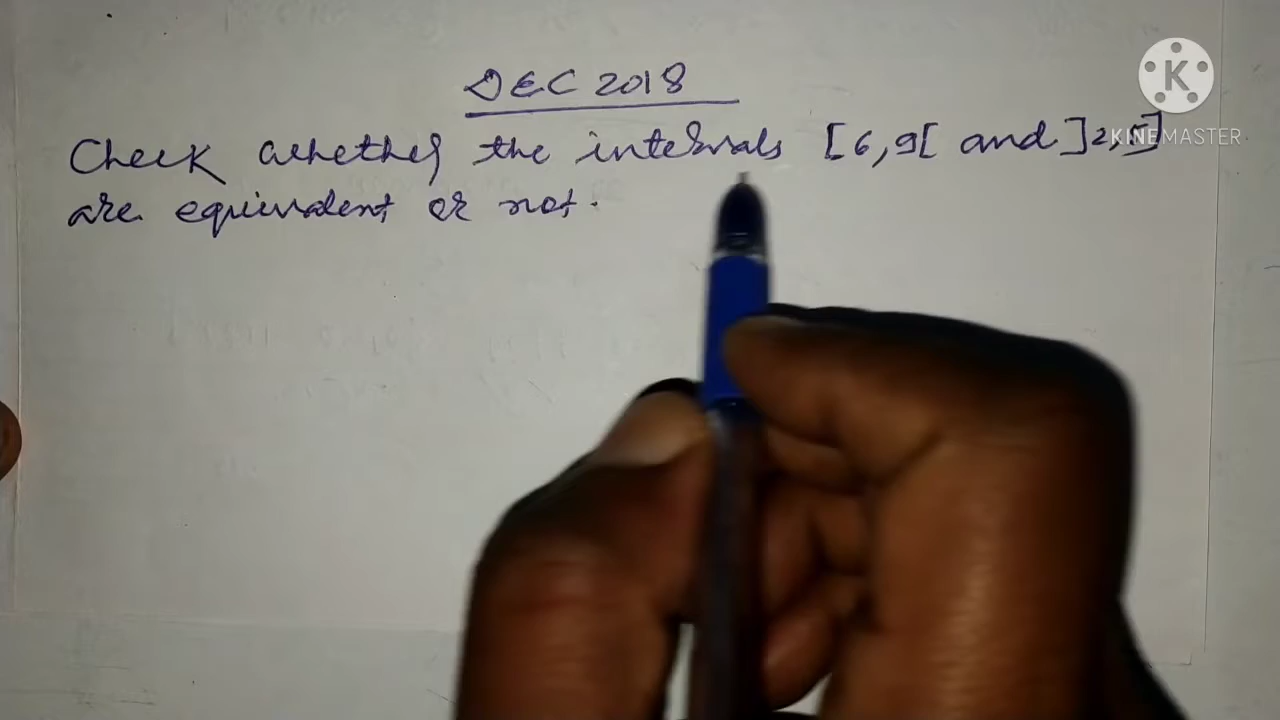 DEC 2018
Check whether the intervals [6,9[ and ]2,5]
are equivalent or not.
K
KINEMASTER